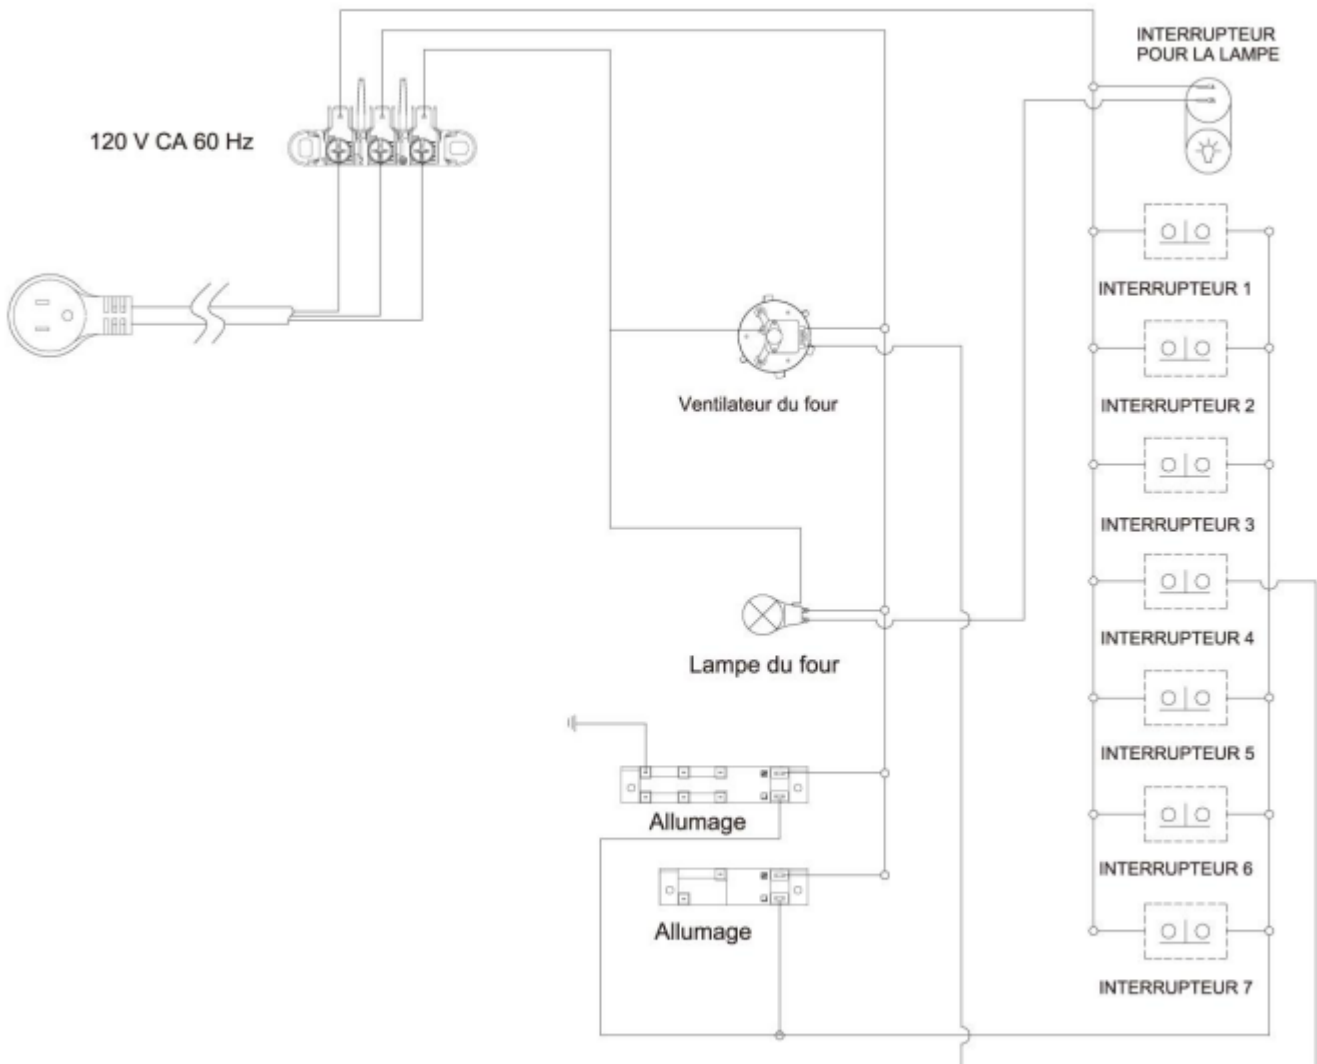 INTERRUPTEUR
POUR LA LAMPE
120 V CA 60 Hz
INTERRUPTEUR 1
Ventilateur du four
INTERRUPTEUR 2
INTERRUPTEUR 3
INTERRUPTEUR 4
Lampe du four
INTERRUPTEUR 5
Allumage
INTERRUPTEUR 6
Allumage
INTERRUPTEUR 7